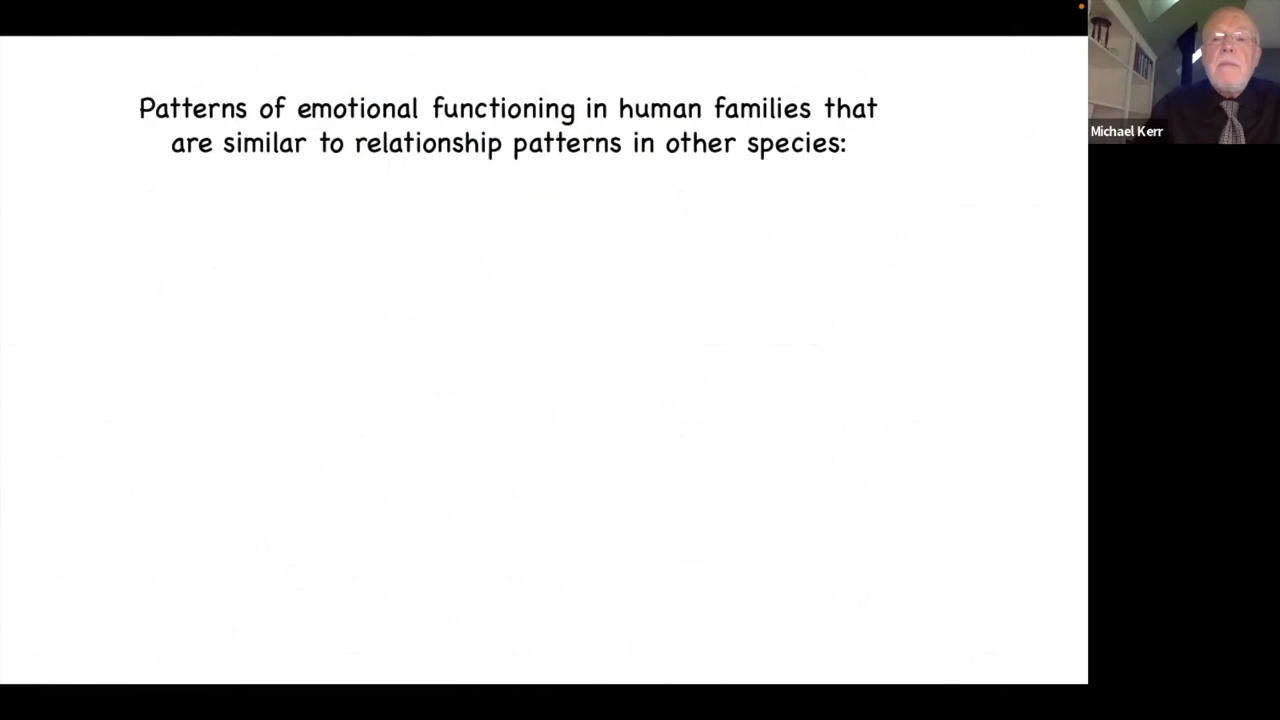 Patterns of emotional functioning in human families that
are similar to relationship patterns in other species:
Michael Kerr